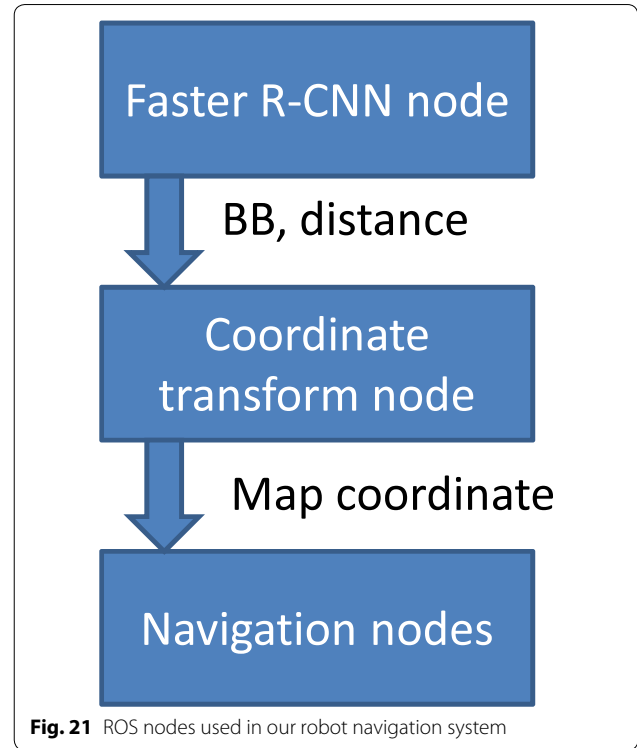 Faster R-CNN node
BB, distance
Coordinate
transform node
Map coordinate
Navigation nodes
Fig. 21 ROS nodes used in our robot navigation system